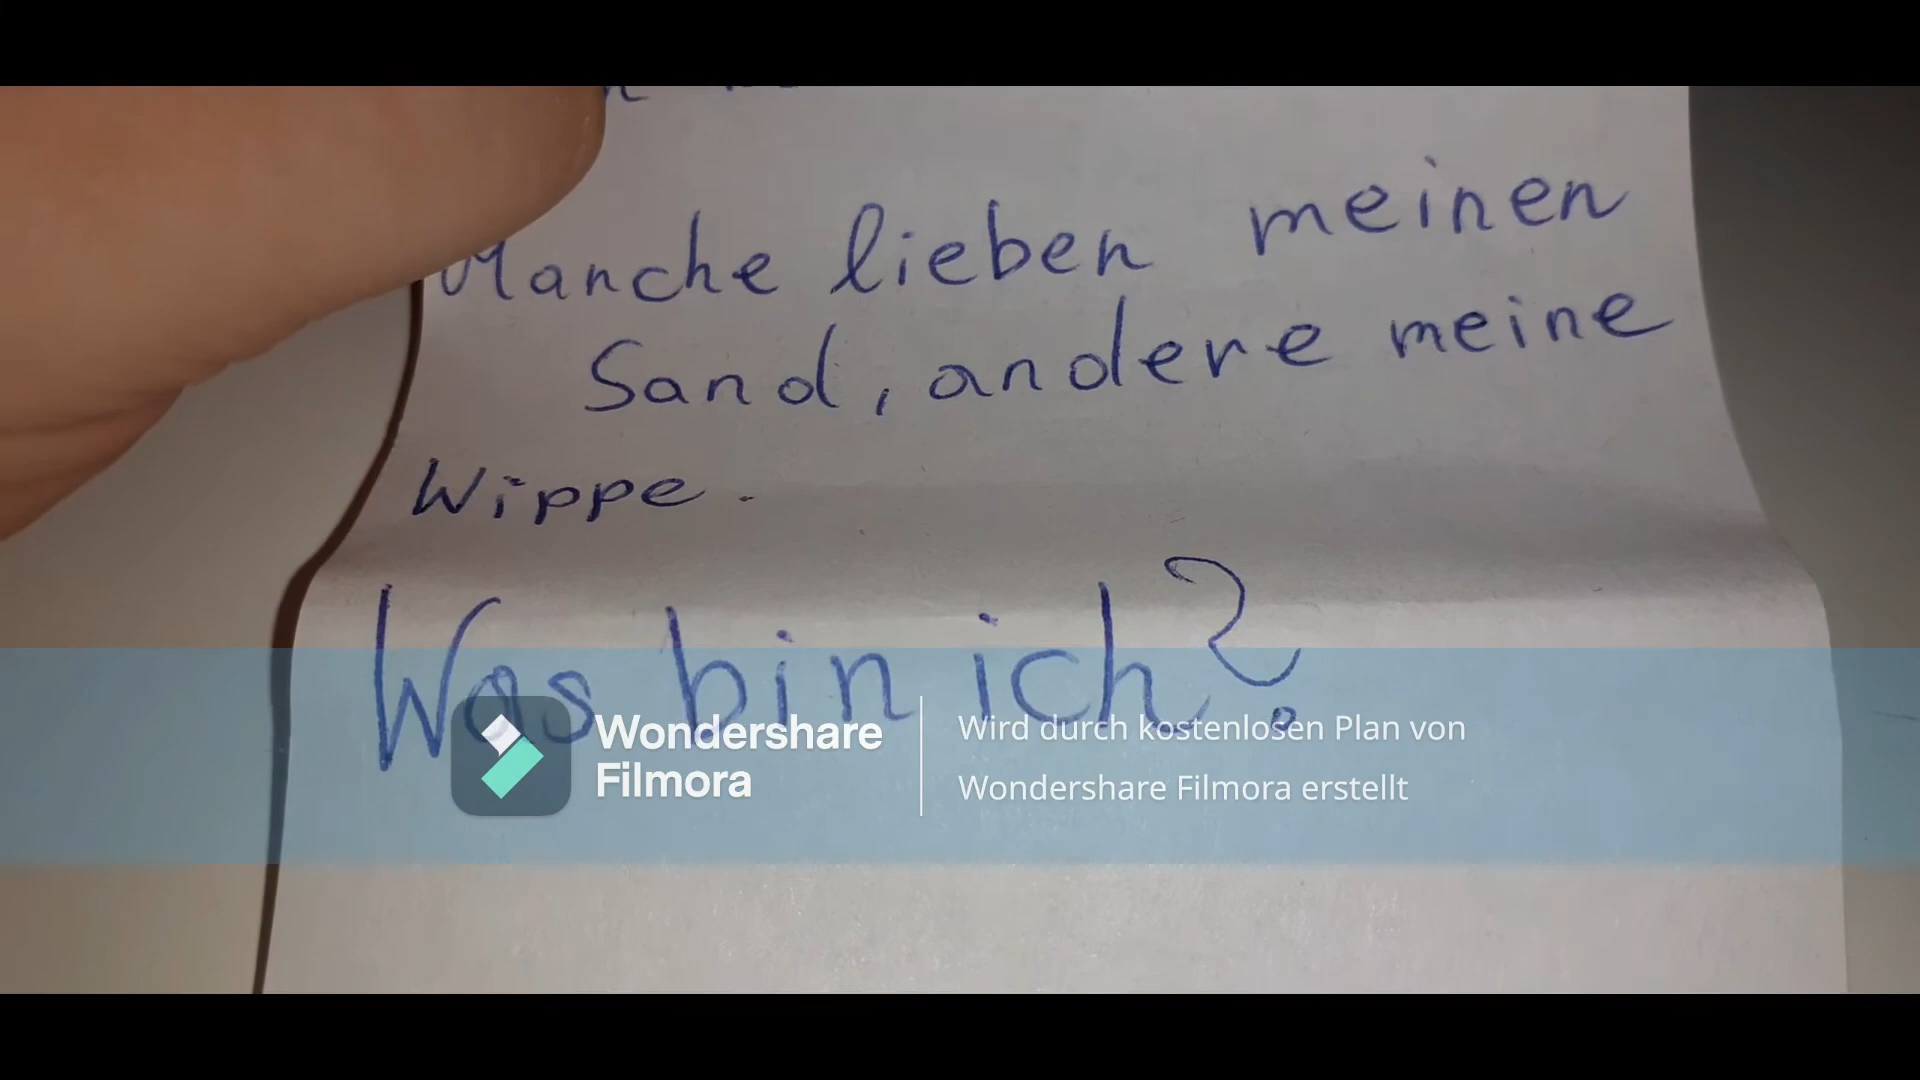 Manche lieben meinen
Sand, andere meine
Wippe.
Was bin ich?
Wondershare
Filmora
Wird durch kostenlosen Plan von
Wondershare Filmora erstellt